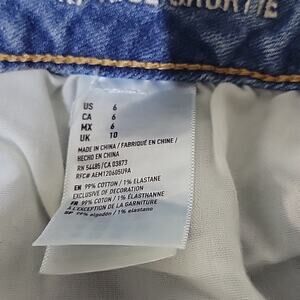 US 6
CA 6
MX 6
UK 10
MADE IN CHINA / FABRIQUÉ EN CHINE /
HECHO EN CHINA
RN 54485/CA 03873
RFC# AEM120605U9A
EN 99% COTTON / 1% ELASTANE
EXCLUSIVE OF DECORATION
FR 99% COTON / 1% ÉLASTHANNE
À L'EXCEPTION DE LA GARNITURE
SP 99% algodón / 1% elastano